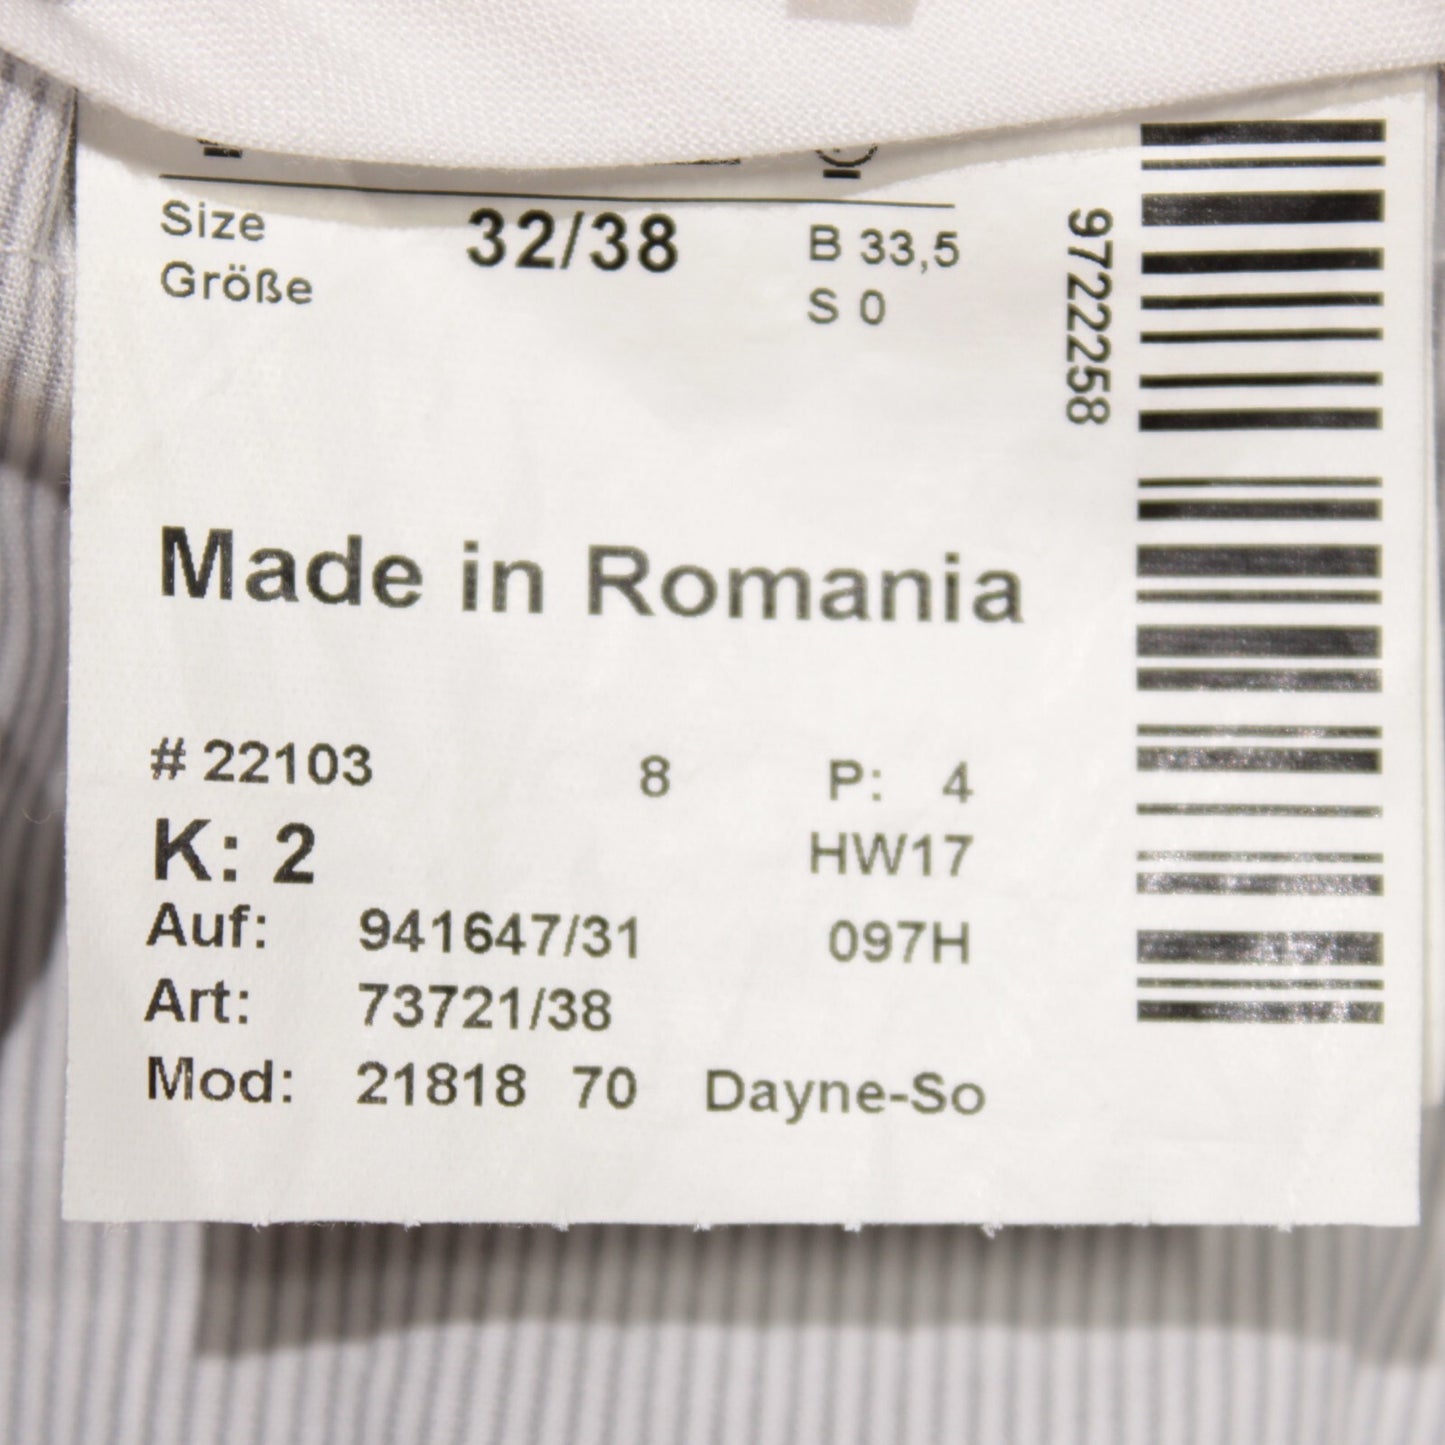 Size 32/38 B 33,5
Größe S 0
9722258
Made in Romania
# 22103 8 P: 4
K: 2 HW17
Auf: 941647/31 097H
Art: 73721/38
Mod: 21818 70 Dayne-So